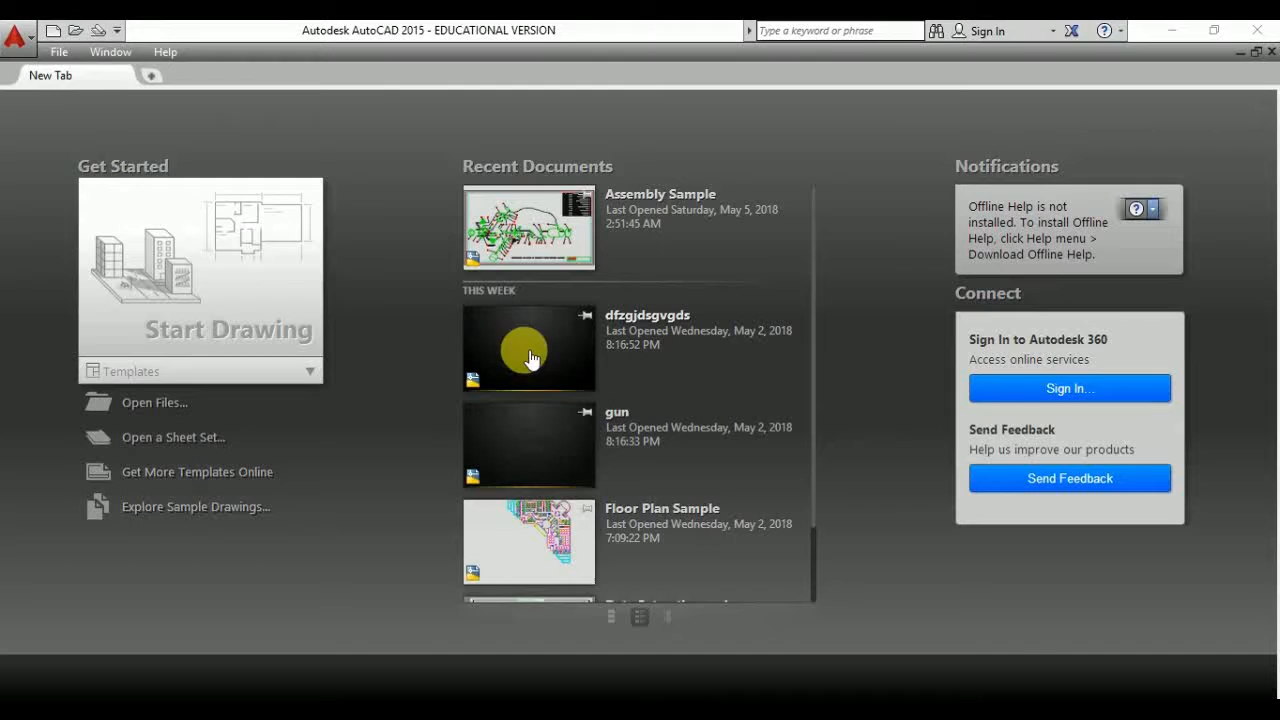 Autodesk AutoCAD 2015 - EDUCATIONAL VERSION
Type a keyword or phrase
Sign In
File
Window
Help
New Tab
Get Started
Start Drawing
Templates
Open Files...
Open a Sheet Set...
Get More Templates Online
Explore Sample Drawings...
Recent Documents
Assembly Sample
Last Opened Saturday, May 5, 2018
2:51:45 AM
THIS WEEK
dfzgjdsgvgds
Last Opened Wednesday, May 2, 2018
8:16:52 PM
gun
Last Opened Wednesday, May 2, 2018
8:16:33 PM
Floor Plan Sample
Last Opened Wednesday, May 2, 2018
7:09:22 PM
Notifications
Offline Help is not
installed. To install Offline
Help, click Help menu >
Download Offline Help.
Connect
Sign In to Autodesk 360
Access online services
Sign In...
Send Feedback
Help us improve our products
Send Feedback